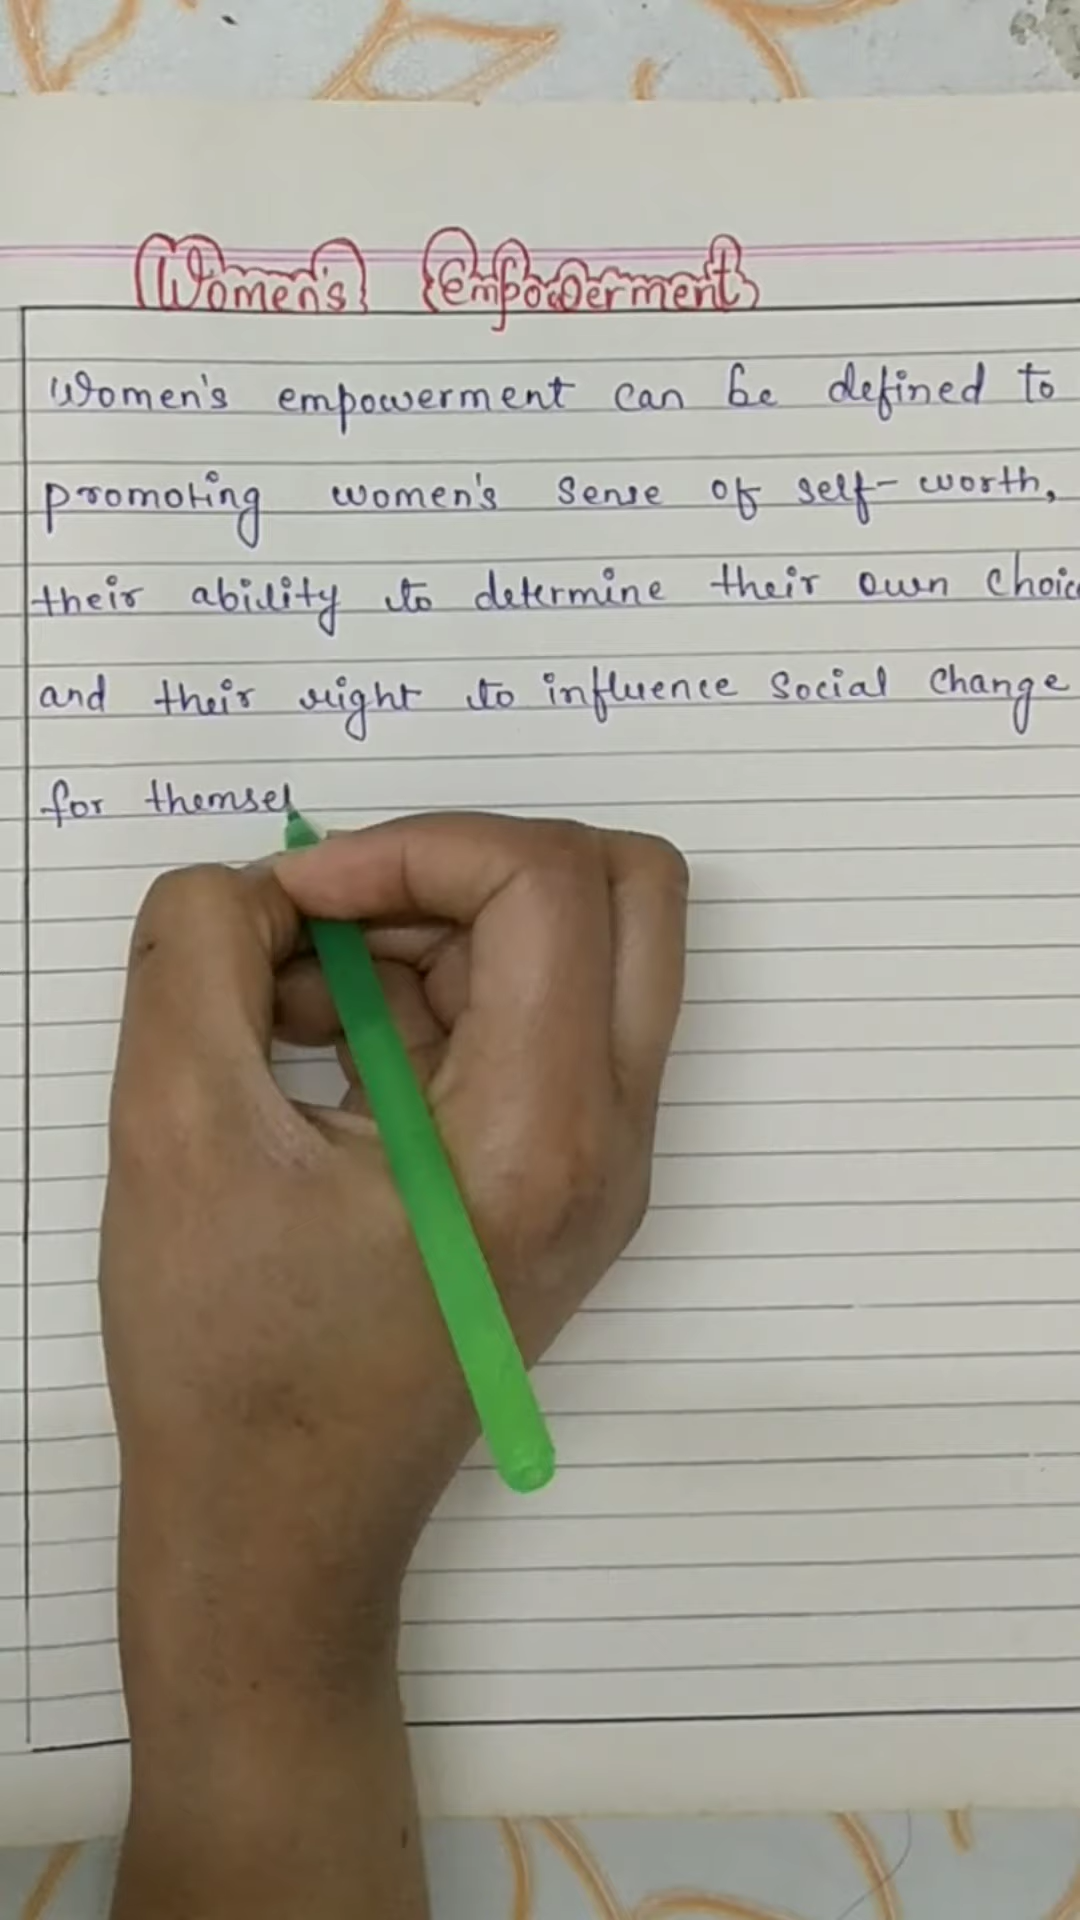 Women's Empowerment
Women's empowerment can be defined to
promoting women's sense of self-worth,
their ability to determine their own choic
and their right to influence social change
for themsel